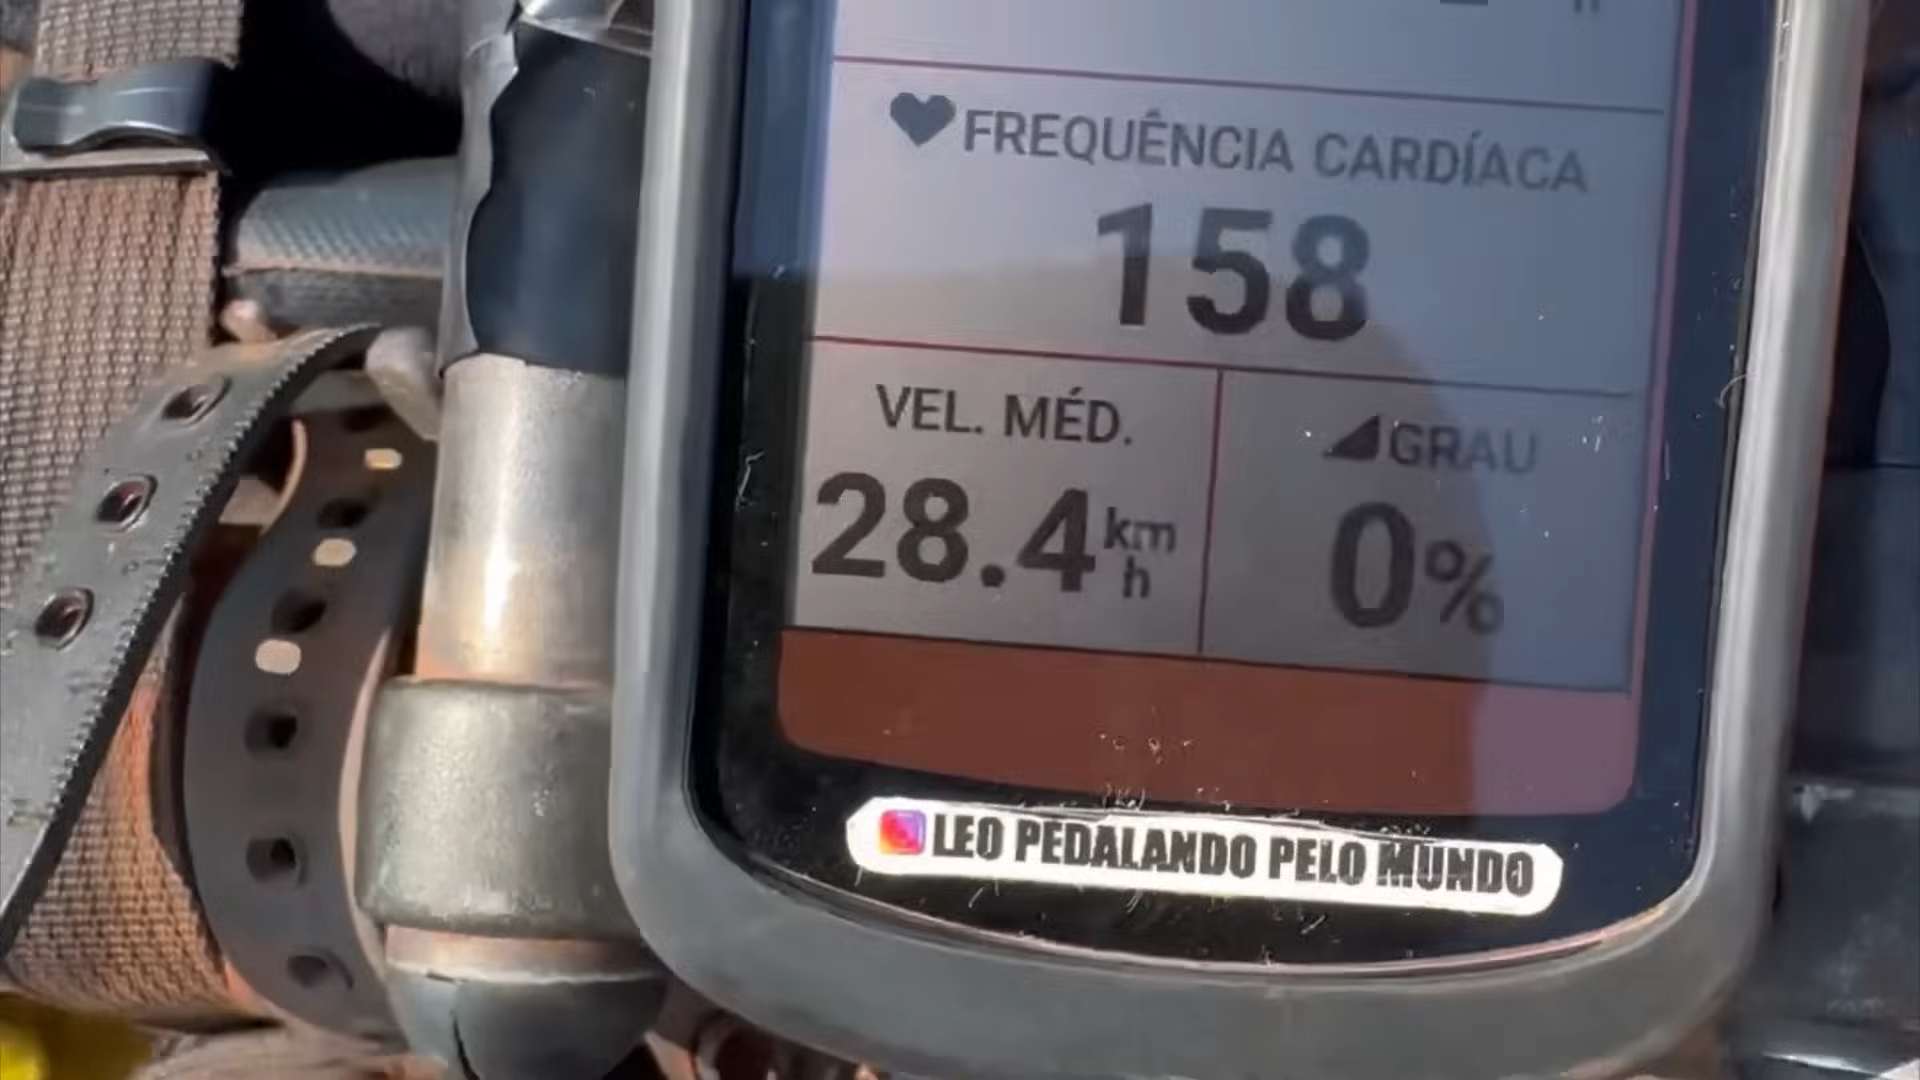 FREQUÊNCIA CARDÍACA
158
VEL. MÉD.
28.4 km
h
GRAU
0%
LEO PEDALANDO PELO MUNDO